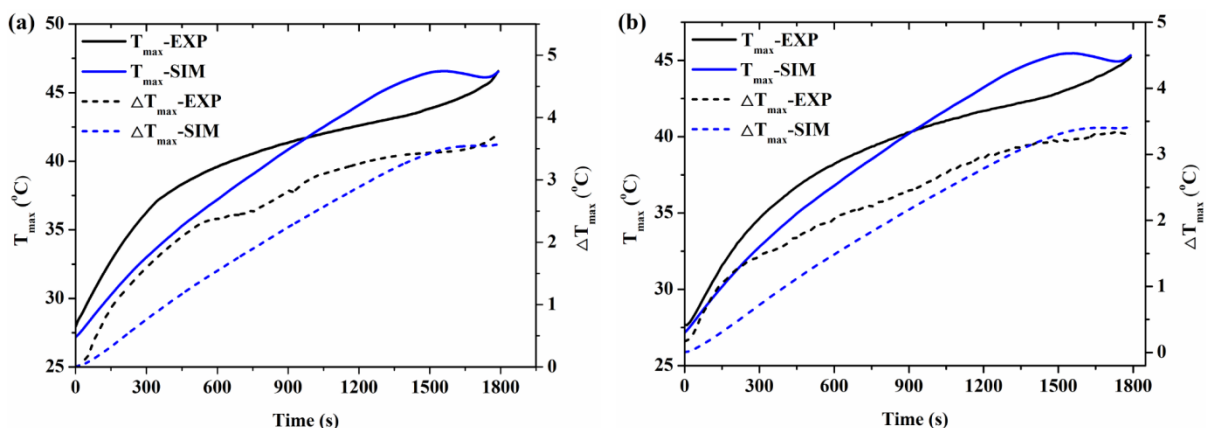 (a)
T_max-EXP
T_max-SIM
△T_max-EXP
△T_max-SIM
50
45
40
35
30
25
T_max (°C)
5
4
3
2
1
0
△T_max (°C)
0 300 600 900 1200 1500 1800
Time (s)
(b)
T_max-EXP
T_max-SIM
△T_max-EXP
△T_max-SIM
45
40
35
30
25
T_max (°C)
5
4
3
2
1
0
△T_max (°C)
0 300 600 900 1200 1500 1800
Time (s)